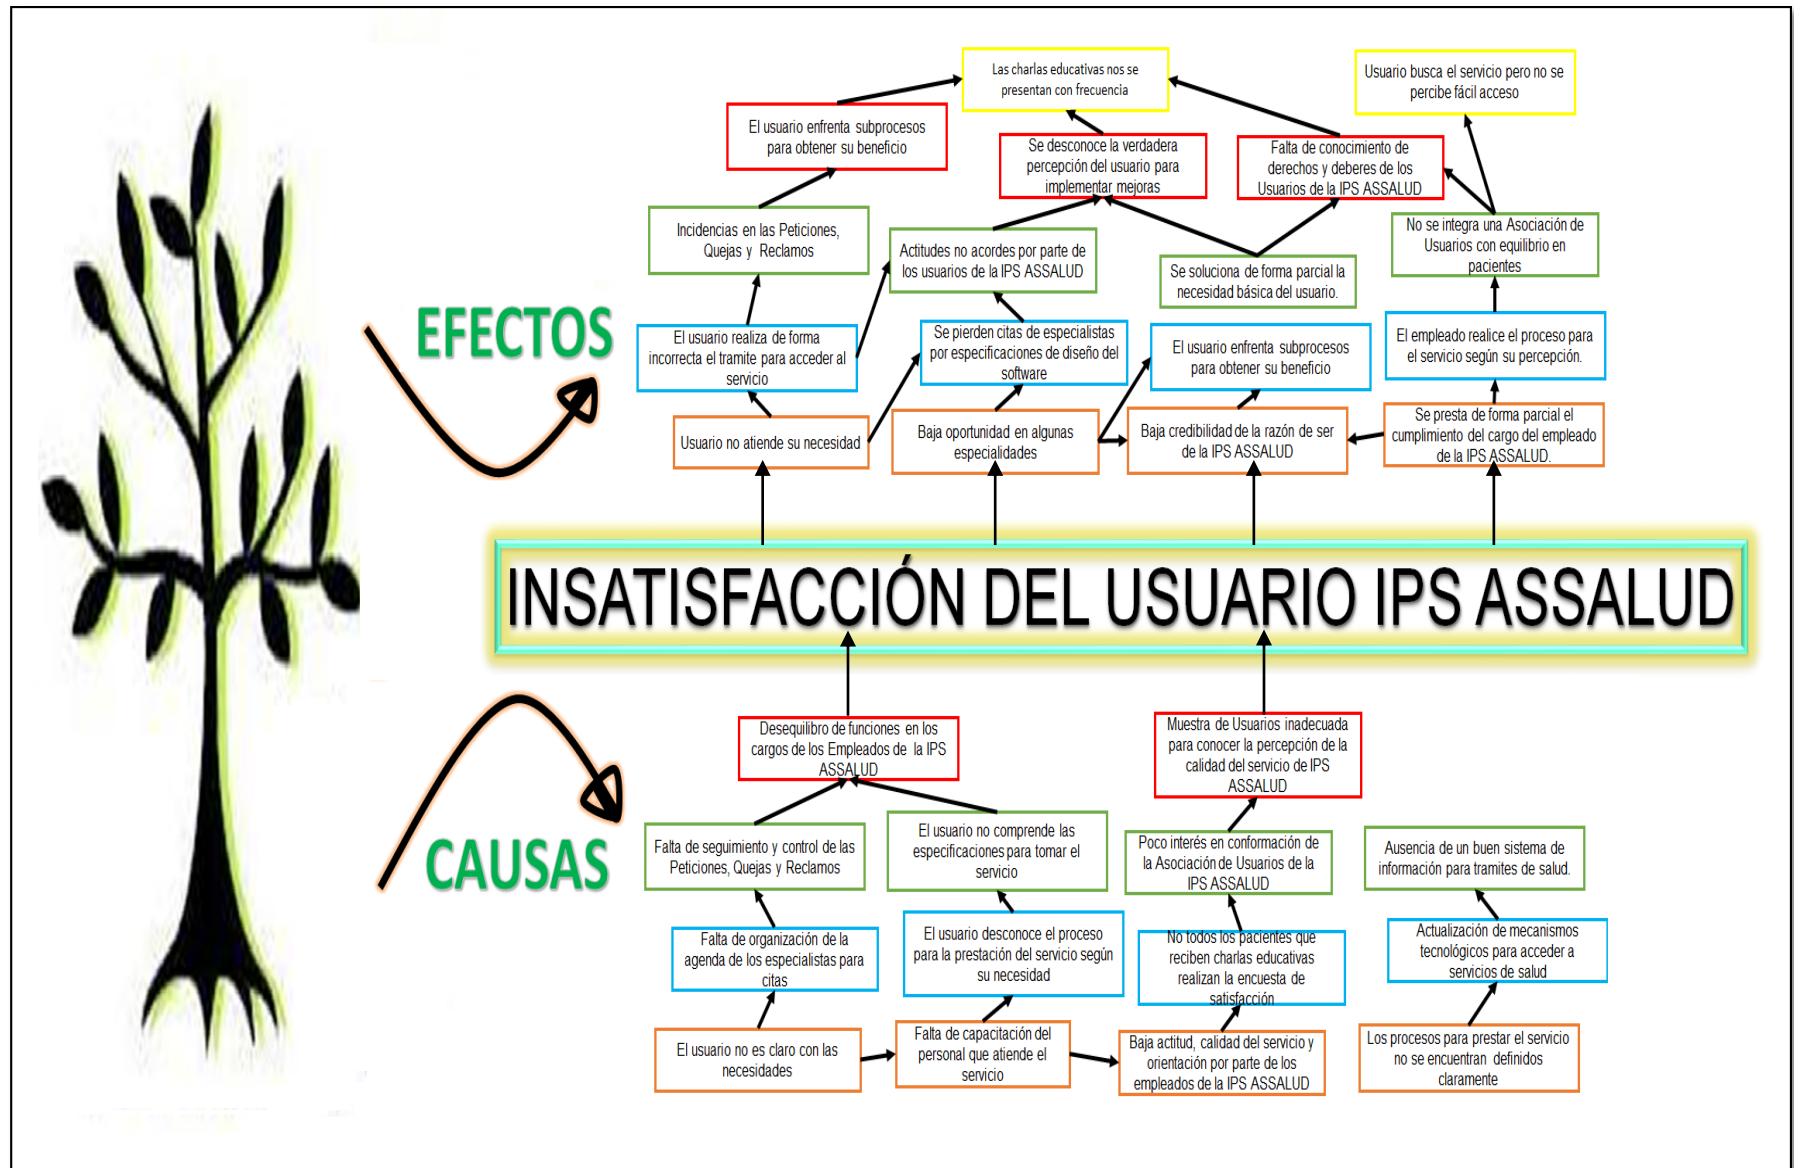 Las charlas educativas nos se
presentan con frecuencia
Usuario busca el servicio pero no se
percibe fácil acceso
El usuario enfrenta subprocesos
para obtener su beneficio
Se desconoce la verdadera
percepción del usuario para
implementar mejoras
Falta de conocimiento de
derechos y deberes de los
Usuarios de la IPS ASSALUD
Incidencias en las Peticiones,
Quejas y Reclamos
Actitudes no acordes por parte de
los usuarios de la IPS ASSALUD
Se soluciona de forma parcial la
necesidad básica del usuario.
No se integra una Asociación de
Usuarios con equilibrio en
pacientes
EFECTOS
El usuario realiza de forma
incorrecta el tramite para acceder al
servicio
Se pierden citas de especialistas
por especificaciones de diseño del
software
El usuario enfrenta subprocesos
para obtener su beneficio
El empleado realice el proceso para
el servicio según su percepción.
Usuario no atiende su necesidad
Baja oportunidad en algunas
especialidades
Baja credibilidad de la razón de ser
de la IPS ASSALUD
Se presta de forma parcial el
cumplimiento del cargo del empleado
de la IPS ASSALUD.
INSATISFACCIÓN DEL USUARIO IPS ASSALUD
Desequilibro de funciones en los
cargos de los Empleados de la IPS
ASSALUD
Muestra de Usuarios inadecuada
para conocer la percepción de la
calidad del servicio de IPS
ASSALUD
CAUSAS
Falta de seguimiento y control de las
Peticiones, Quejas y Reclamos
El usuario no comprende las
especificaciones para tomar el
servicio
Poco interés en conformación de
la Asociación de Usuarios de la
IPS ASSALUD
Ausencia de un buen sistema de
información para tramites de salud.
Falta de organización de la
agenda de los especialistas para
citas
El usuario desconoce el proceso
para la prestación del servicio según
su necesidad
No todos los pacientes que
reciben charlas educativas
realizan la encuesta de
satisfacción
Actualización de mecanismos
tecnológicos para acceder a
servicios de salud
El usuario no es claro con las
necesidades
Falta de capacitación del
personal que atiende el
servicio
Baja actitud, calidad del servicio y
orientación por parte de los
empleados de la IPS ASSALUD
Los procesos para prestar el servicio
no se encuentran definidos
claramente